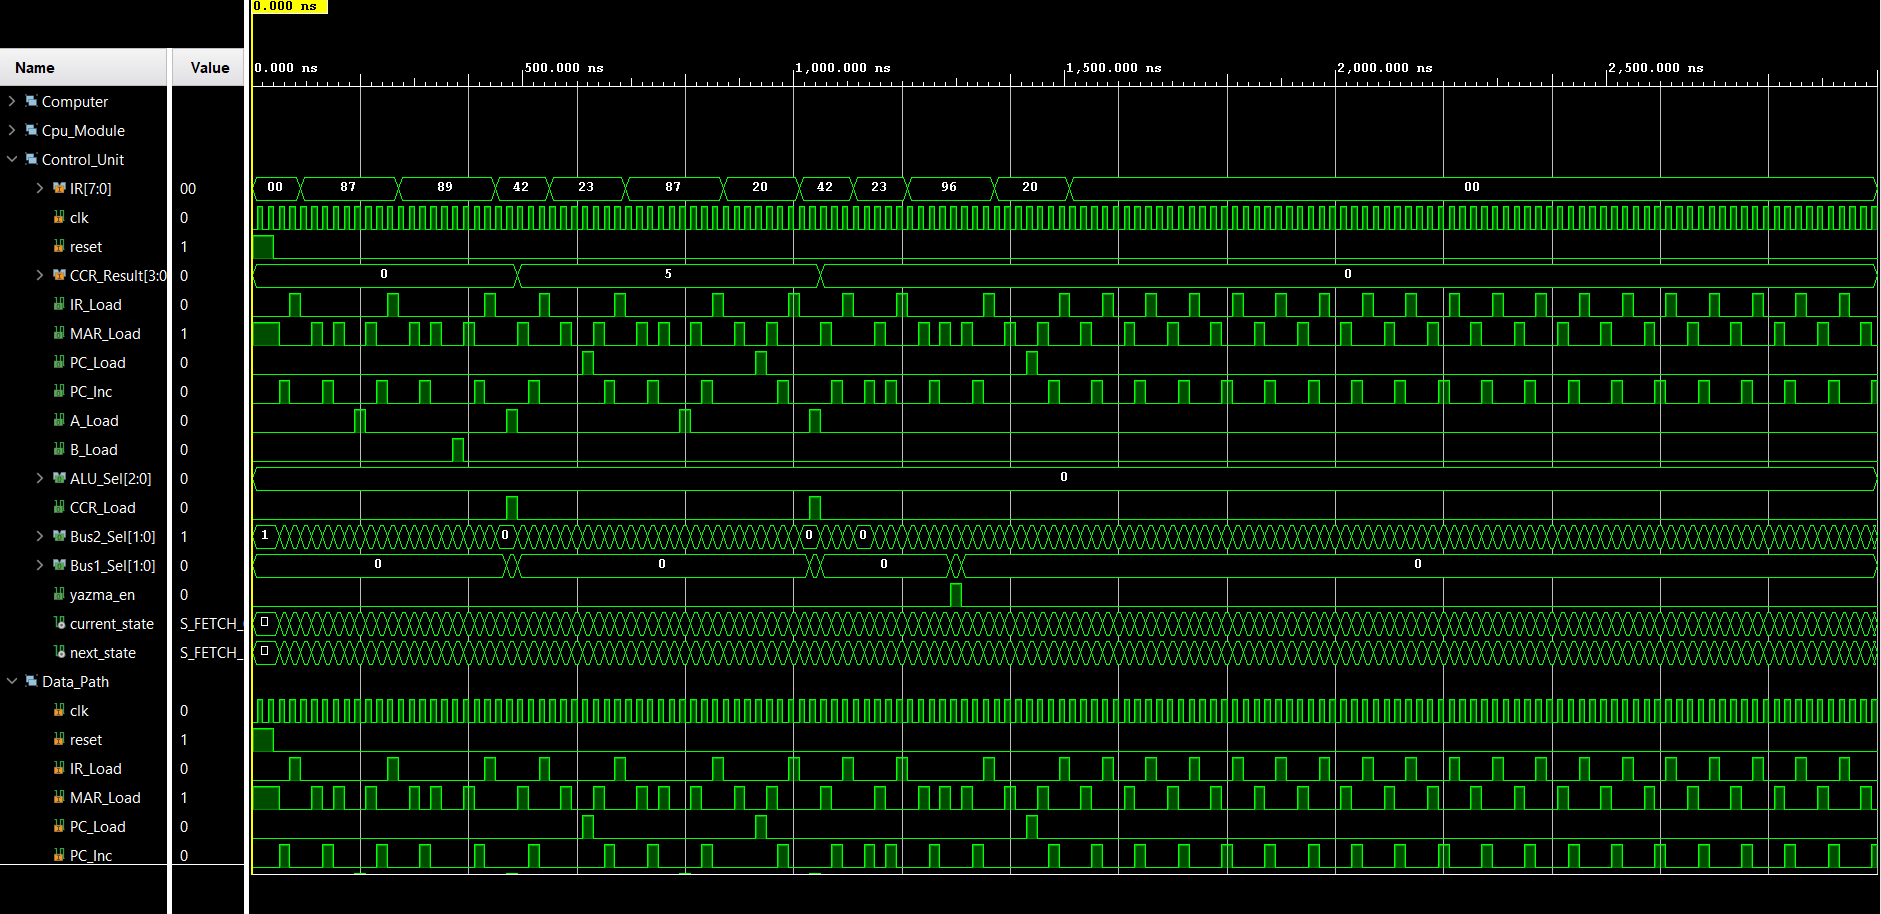 0.000 ns
Name Value
0.000 ns 500.000 ns 1,000.000 ns 1,500.000 ns 2,000.000 ns 2,500.000 ns
Computer
Cpu_Module
Control_Unit
IR[7:0] 00 00 87 89 42 23 87 20 42 23 96 20 00
clk 0
reset 1
CCR_Result[3:0 0 0 5 0
IR_Load 0
MAR_Load 1
PC_Load 0
PC_Inc 0
A_Load 0
B_Load 0
ALU_Sel[2:0] 0 0
CCR_Load 0
Bus2_Sel[1:0] 1 1 0 0 0
Bus1_Sel[1:0] 0 0 0 0 0
yazma_en 0
current_state S_FETCH_
next_state S_FETCH_
Data_Path
clk 0
reset 1
IR_Load 0
MAR_Load 1
PC_Load 0
PC_Inc 0